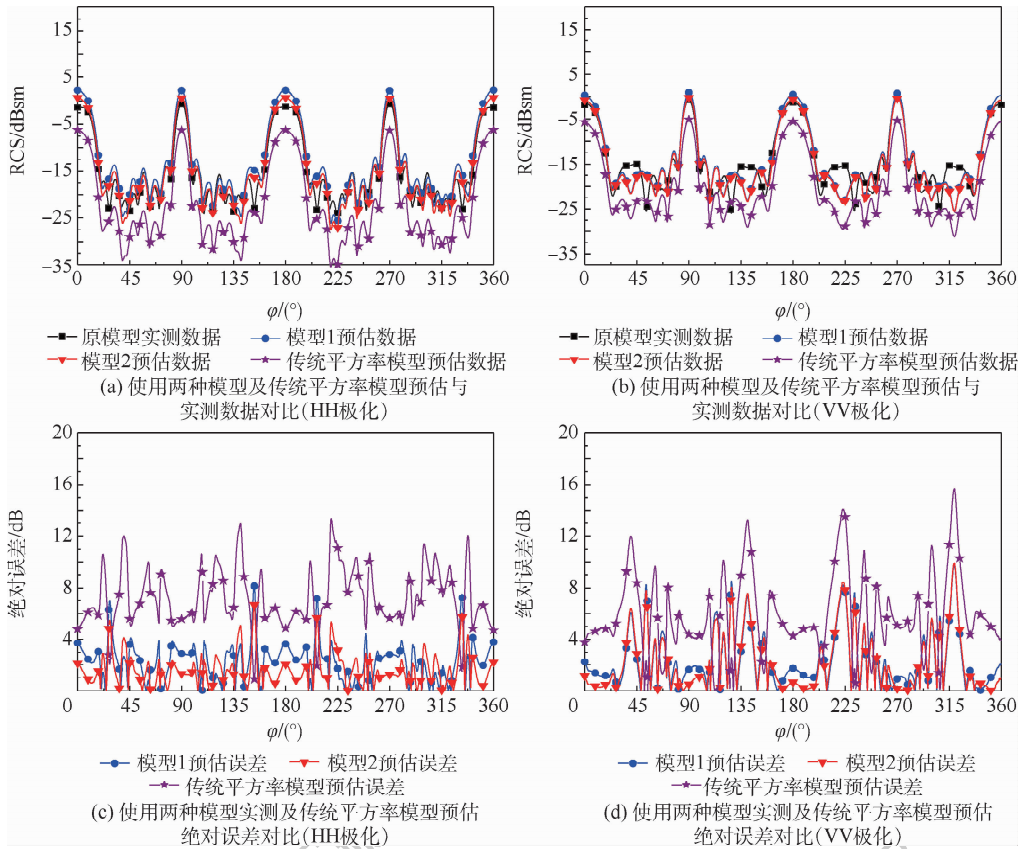 15
5
−5
−15
−25
−35
RCS/dBsm
0 45 90 135 180 225 270 315 360
φ/(°)
原模型实测数据 模型1预估数据
模型2预估数据 传统平方率模型预估数据
(a) 使用两种模型及传统平方率模型预估与
实测数据对比(HH极化)
15
5
−5
−15
−25
−35
RCS/dBsm
0 45 90 135 180 225 270 315 360
φ/(°)
原模型实测数据 模型1预估数据
模型2预估数据 传统平方率模型预估数据
(b) 使用两种模型及传统平方率模型预估与
实测数据对比(VV极化)
20
16
12
8
4
绝对误差/dB
0 45 90 135 180 225 270 315 360
φ/(°)
模型1预估误差 模型2预估误差
传统平方率模型预估误差
(c) 使用两种模型实测及传统平方率模型预估
绝对误差对比(HH极化)
20
16
12
8
4
绝对误差/dB
0 45 90 135 180 225 270 315 360
φ/(°)
模型1预估误差 模型2预估误差
传统平方率模型预估误差
(d) 使用两种模型实测及传统平方率模型预估
绝对误差对比(VV极化)